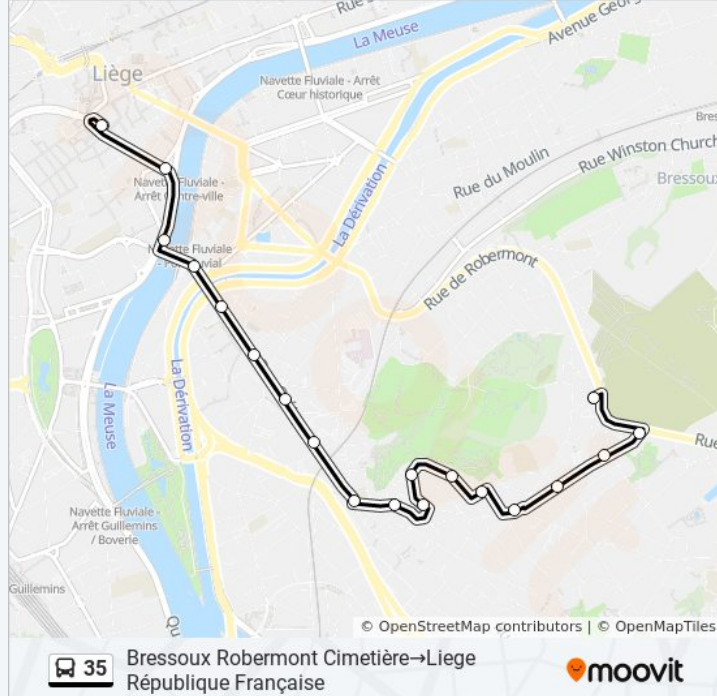 Rue S
La Meuse
Avenue Georg
Liège
Navette Fluviale - Arrêt
Cœur historique
Bres
Rue Winston Church
Rue du Moulin
Bressoux
Navette Fluviale -
Arrêt Centre-ville
La Dérivation
Navette Fluviale
Rue de Robermont
La Dérivation
La Meuse
Rue
Navette Fluviale -
Arrêt Guillemins
/ Boverie
Guillemins
Qu
© OpenStreetMap contributors | © OpenMapTiles
35
Bressoux Robermont Cimetière→Liege
République Française
moovit